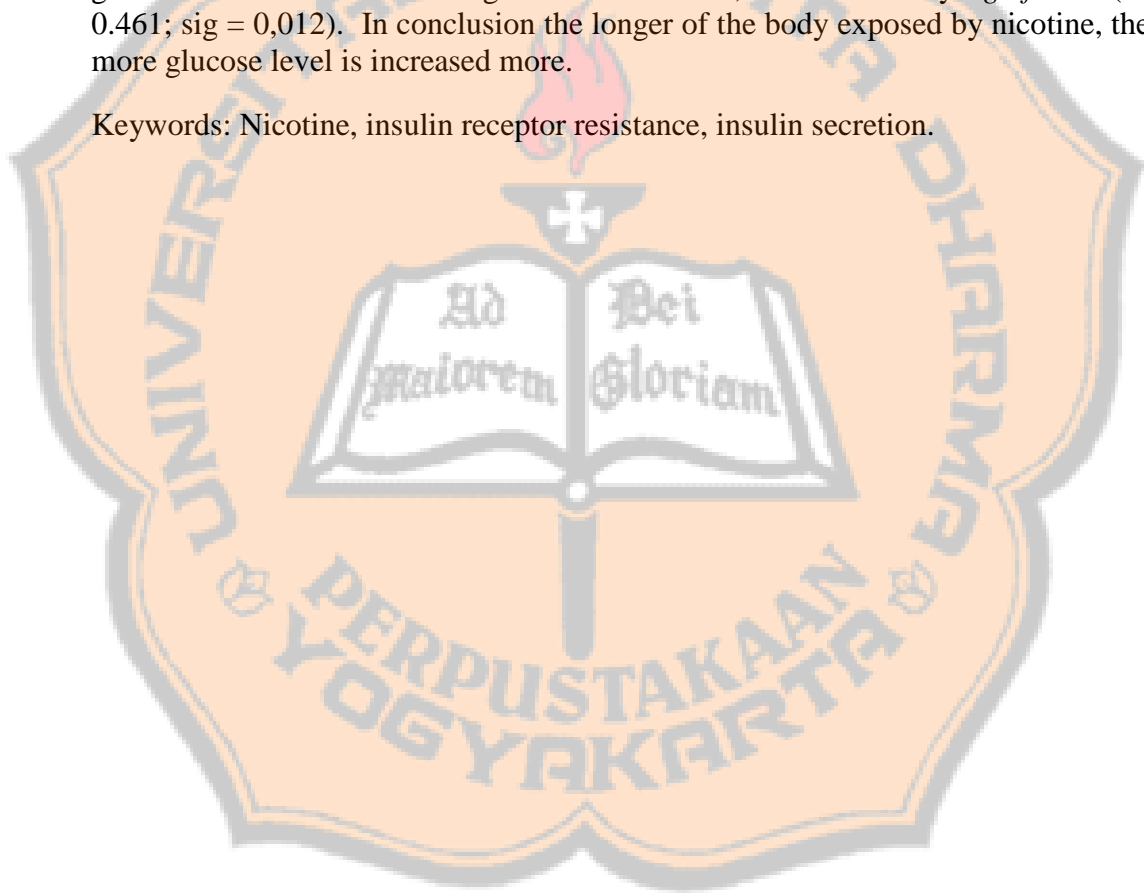 0.461; sig = 0,012). In conclusion the longer of the body exposed by nicotine, the
more glucose level is increased more.
Keywords: Nicotine, insulin receptor resistance, insulin secretion.
DHARMA
Ad
Dei
maiorem
Gloriam
PERPUSTAKAAN
YOGYAKARTA